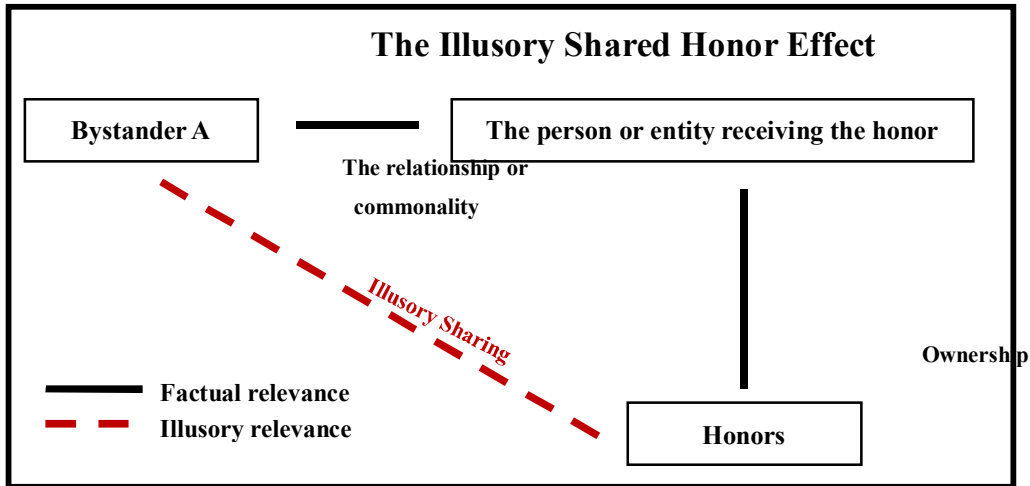 The Illusory Shared Honor Effect
Bystander A
The person or entity receiving the honor
The relationship or
commonality
Illusory Sharing
Ownership
Factual relevance
Illusory relevance
Honors